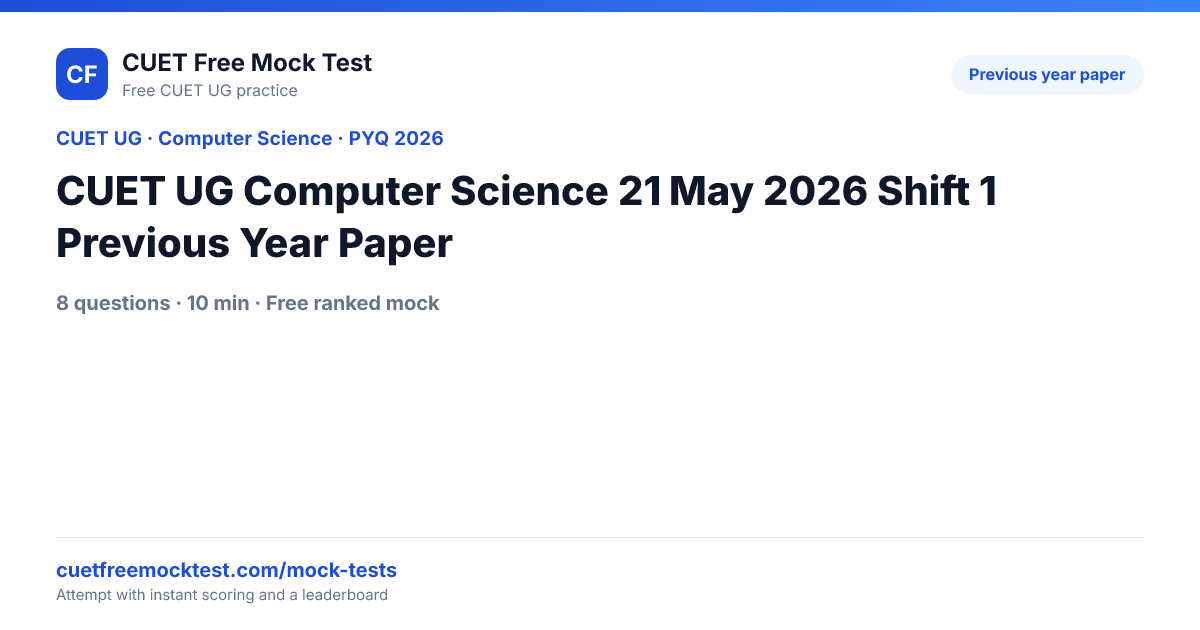 CF
CUET Free Mock Test
Free CUET UG practice
Previous year paper
CUET UG · Computer Science · PYQ 2026
CUET UG Computer Science 21 May 2026 Shift 1
Previous Year Paper
8 questions · 10 min · Free ranked mock
cuetfreemocktest.com/mock-tests
Attempt with instant scoring and a leaderboard